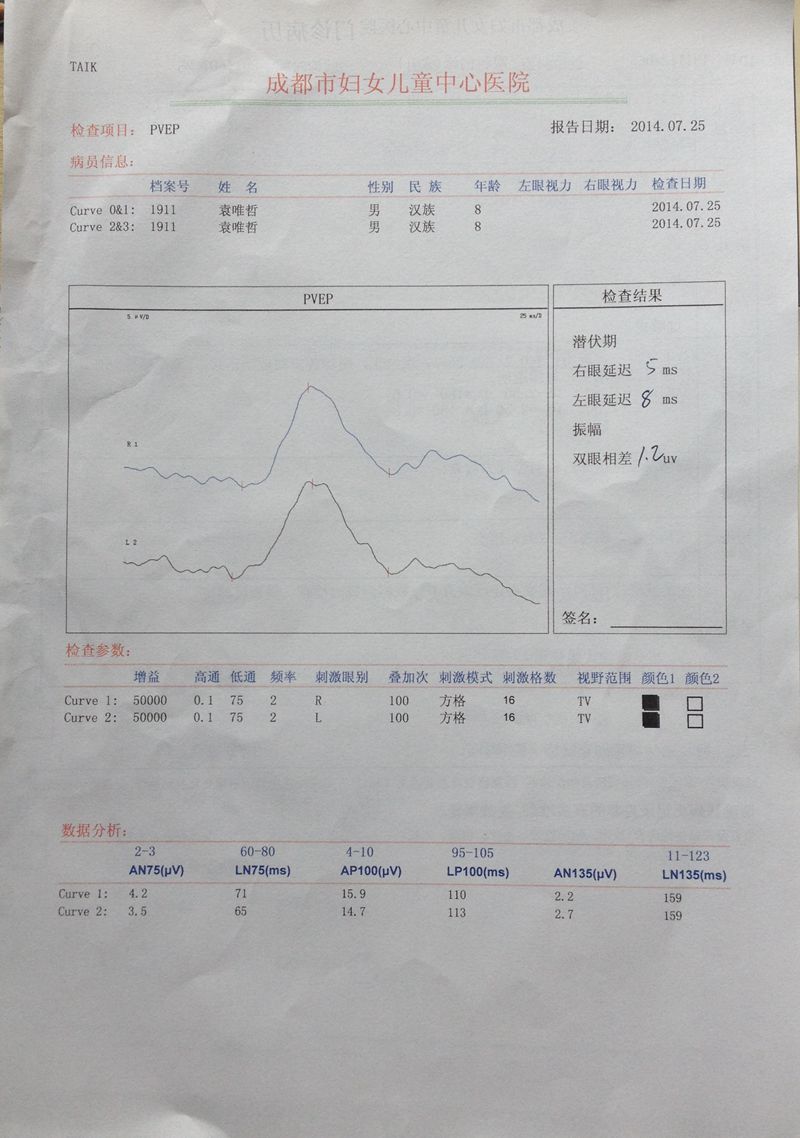 TAIK
成都市妇女儿童中心医院
检查项目: PVEP 报告日期: 2014.07.25
病员信息:
档案号 姓 名 性别 民 族 年龄 左眼视力 右眼视力 检查日期
Curve 0&1: 1911 袁唯哲 男 汉族 8 2014.07.25
Curve 2&3: 1911 袁唯哲 男 汉族 8 2014.07.25
PVEP
5 μV/D 25 ms/D
R 1
L 2
检查结果
潜伏期
右眼延迟 5 ms
左眼延迟 8 ms
振幅
双眼相差 1.2 uv
签名:
检查参数:
增益 高通 低通 频率 刺激眼别 叠加次 刺激模式 刺激格数 视野范围 颜色1 颜色2
Curve 1: 50000 0.1 75 2 R 100 方格 16 TV
Curve 2: 50000 0.1 75 2 L 100 方格 16 TV
数据分析:
2-3 60-80 4-10 95-105 11-123
AN75(μV) LN75(ms) AP100(μV) LP100(ms) AN135(μV) LN135(ms)
Curve 1: 4.2 71 15.9 110 2.2 159
Curve 2: 3.5 65 14.7 113 2.7 159